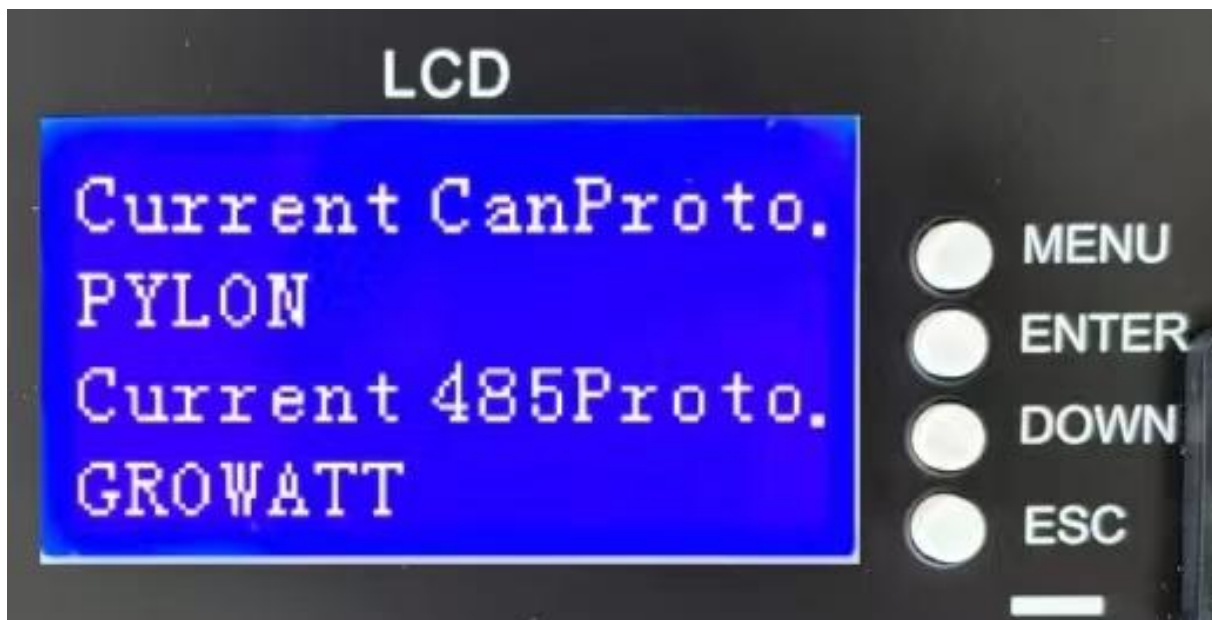 LCD
Current CanProto.
PYLON
Current 485Proto.
GROWATT
MENU
ENTER
DOWN
ESC